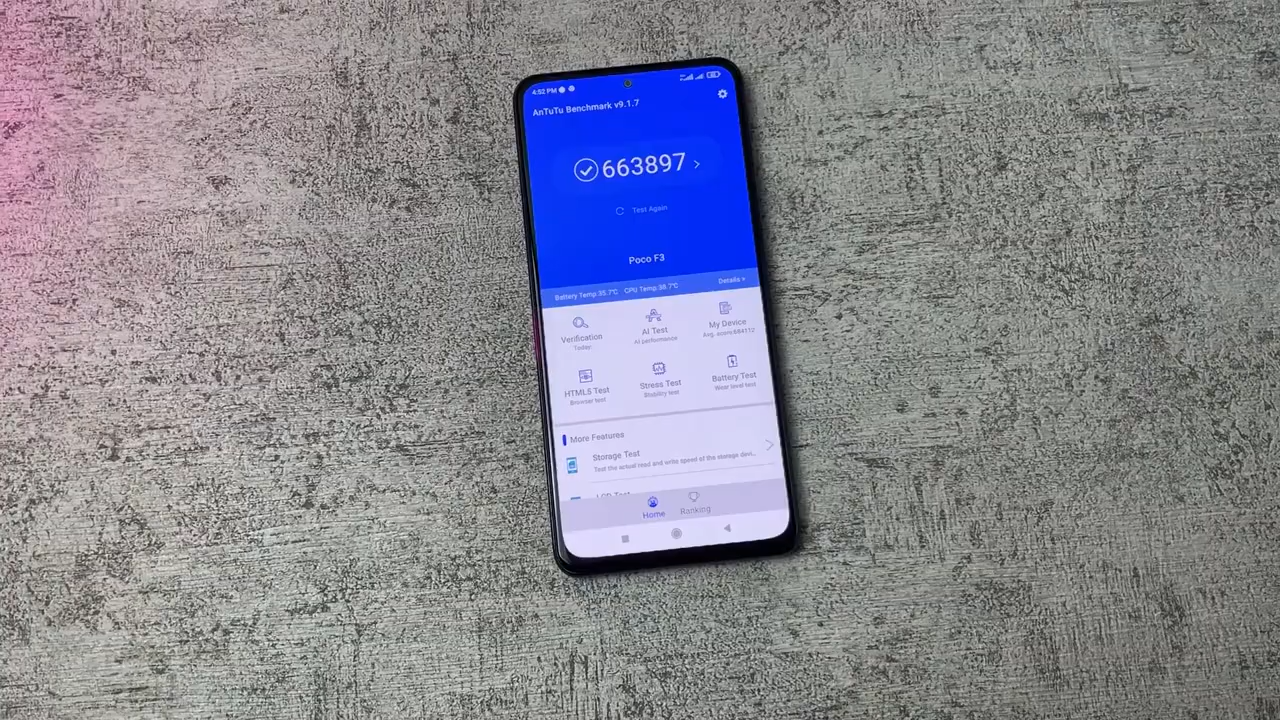 4:52 PM
AnTuTu Benchmark v9.1.7
663897
Test Again
Poco F3
Battery Temp:35.7℃ CPU Temp:38.7℃ Details >
Verification
Today:
AI Test
AI performance
My Device
Avg. score:684112
HTML5 Test
Browser test
Stress Test
Stability test
Battery Test
Wear level test
More Features
Storage Test
Test the actual read and write speed of the storage devi...
LCD Test
Home
Ranking